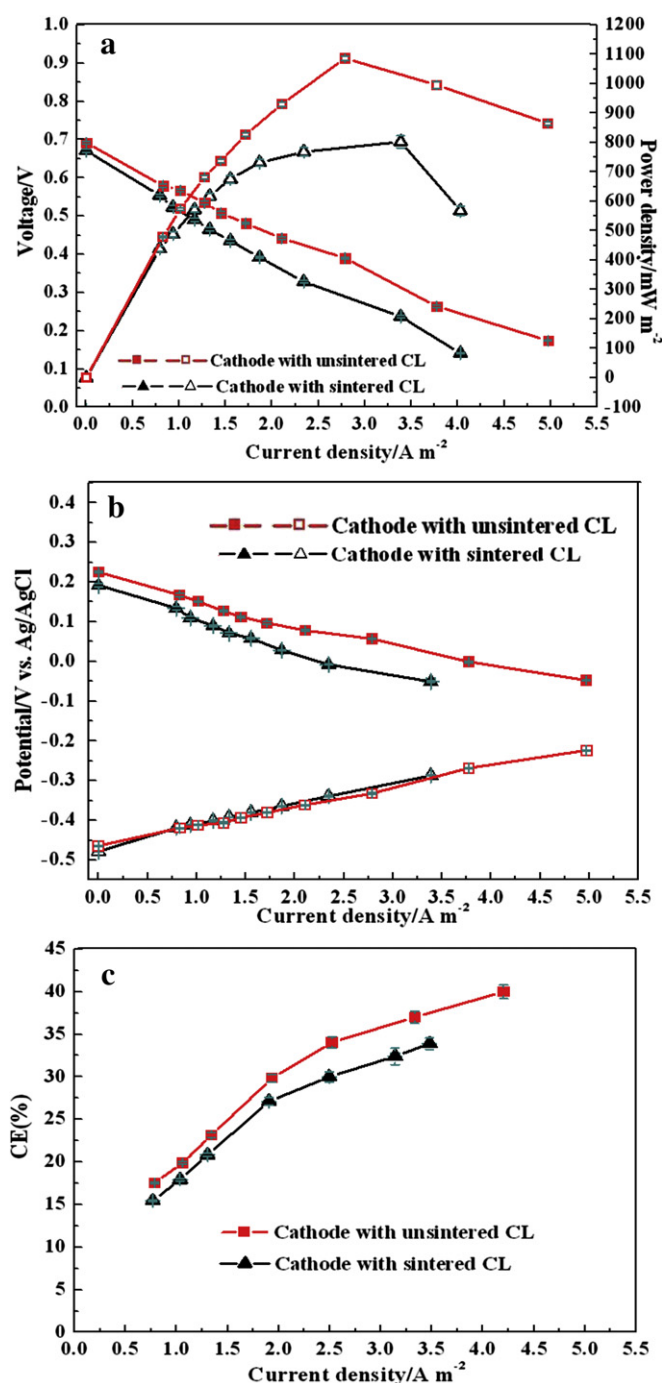 a
Voltage/V
1.0
0.9
0.8
0.7
0.6
0.5
0.4
0.3
0.2
0.1
0.0
1200
1100
1000
900
800
700
600
500
400
300
200
100
0
-100
Power density/mW m⁻²
Cathode with unsintered CL
Cathode with sintered CL
0.0 0.5 1.0 1.5 2.0 2.5 3.0 3.5 4.0 4.5 5.0 5.5
Current density/A m⁻²
b
Potential/V vs. Ag/AgCl
0.4
0.3
0.2
0.1
0.0
-0.1
-0.2
-0.3
-0.4
-0.5
Cathode with unsintered CL
Cathode with sintered CL
0.0 0.5 1.0 1.5 2.0 2.5 3.0 3.5 4.0 4.5 5.0 5.5
Current density/A m⁻²
c
CE(%)
45
40
35
30
25
20
15
10
5
0
Cathode with unsintered CL
Cathode with sintered CL
0.0 0.5 1.0 1.5 2.0 2.5 3.0 3.5 4.0 4.5 5.0 5.5
Current density/A m⁻²